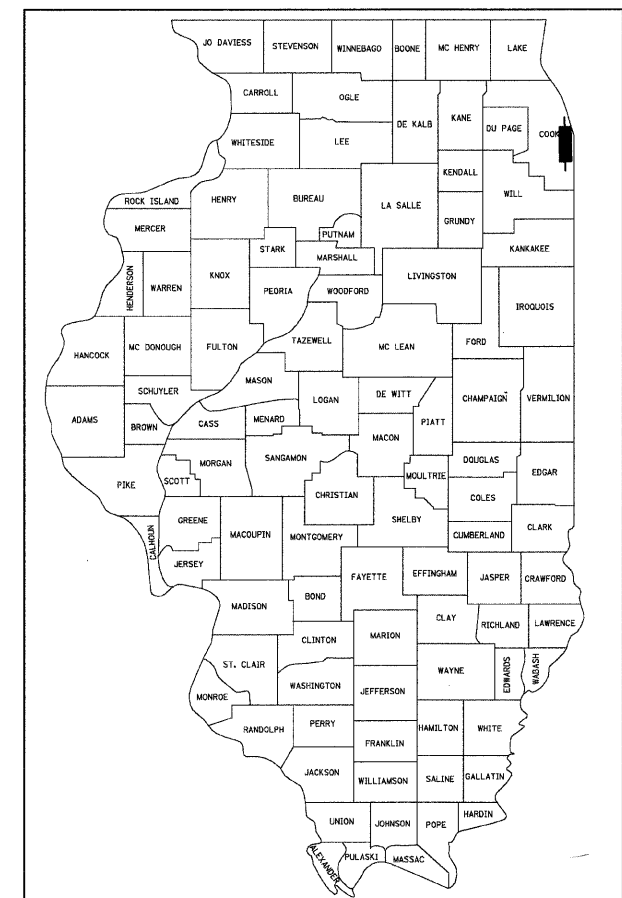 JO DAVIESS
STEVENSON
WINNEBAGO
BOONE
MC HENRY
LAKE
CARROLL
OGLE
DE KALB
KANE
DU PAGE
COOK
WHITESIDE
LEE
KENDALL
WILL
ROCK ISLAND
HENRY
BUREAU
LA SALLE
GRUNDY
MERCER
PUTNAM
STARK
MARSHALL
KANKAKEE
HENDERSON
WARREN
KNOX
PEORIA
WOODFORD
LIVINGSTON
IROQUOIS
HANCOCK
MC DONOUGH
FULTON
TAZEWELL
MC LEAN
FORD
MASON
SCHUYLER
LOGAN
DE WITT
CHAMPAIGN
VERMILION
ADAMS
BROWN
CASS
MENARD
PIATT
MACON
SANGAMON
DOUGLAS
MORGAN
MOULTRIE
EDGAR
PIKE
SCOTT
CHRISTIAN
COLES
GREENE
MACOUPIN
MONTGOMERY
SHELBY
CUMBERLAND
CLARK
CALHOUN
JERSEY
FAYETTE
EFFINGHAM
JASPER
CRAWFORD
MADISON
BOND
CLAY
RICHLAND
LAWRENCE
CLINTON
MARION
ST. CLAIR
WAYNE
EDWARDS
WABASH
WASHINGTON
JEFFERSON
MONROE
RANDOLPH
PERRY
HAMILTON
WHITE
FRANKLIN
JACKSON
WILLIAMSON
SALINE
GALLATIN
UNION
JOHNSON
POPE
HARDIN
ALEXANDER
PULASKI
MASSAC